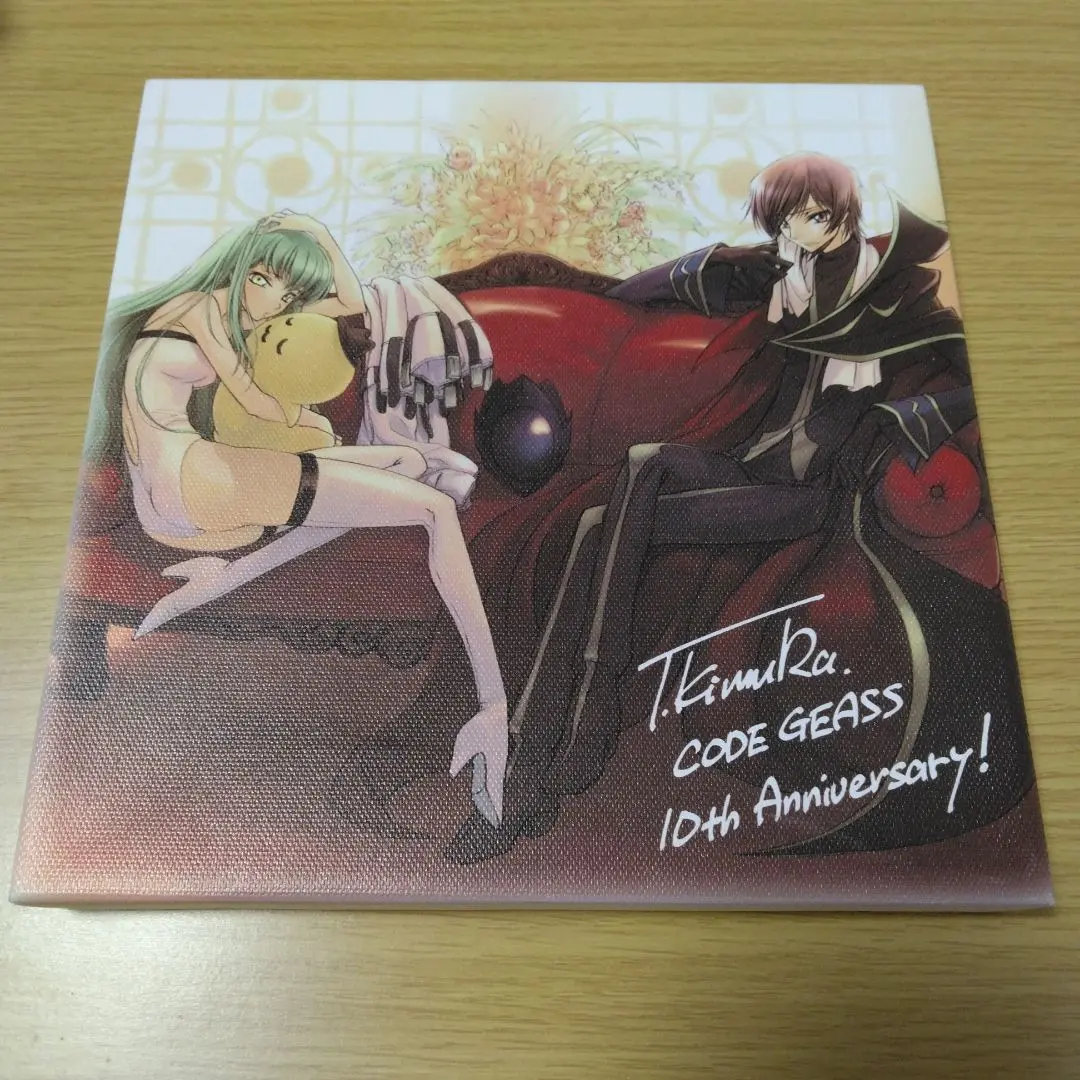 T.Kimura.
CODE GEASS
10th Anniversary!